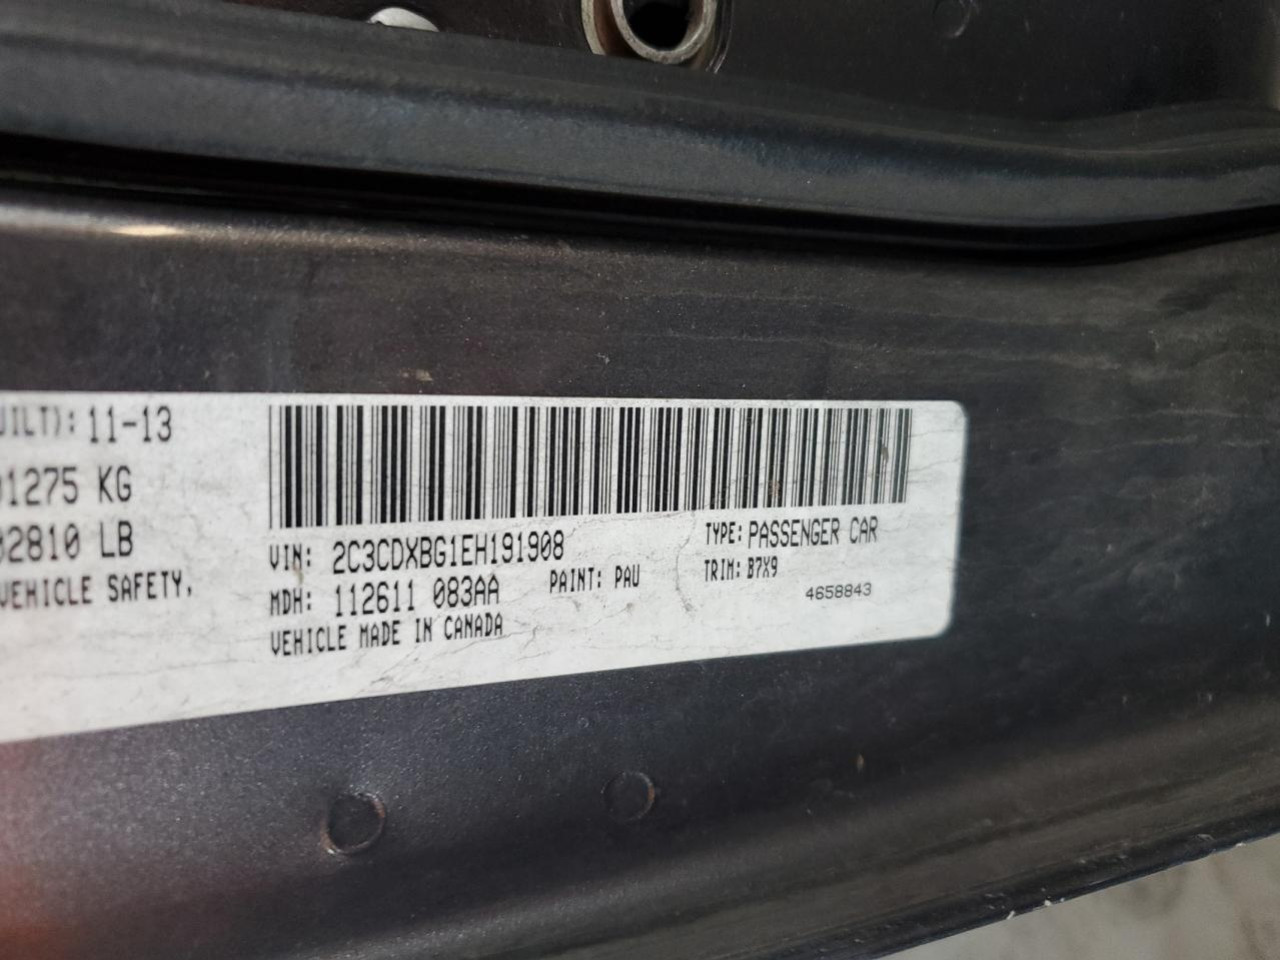 UILT): 11-13
1275 KG
2810 LB
VEHICLE SAFETY,
VIN: 2C3CDXBG1EH191908
TYPE: PASSENGER CAR
MDH: 112611 083AA
PAINT: PAU
TRIM: B7X9
VEHICLE MADE IN CANADA
4658843